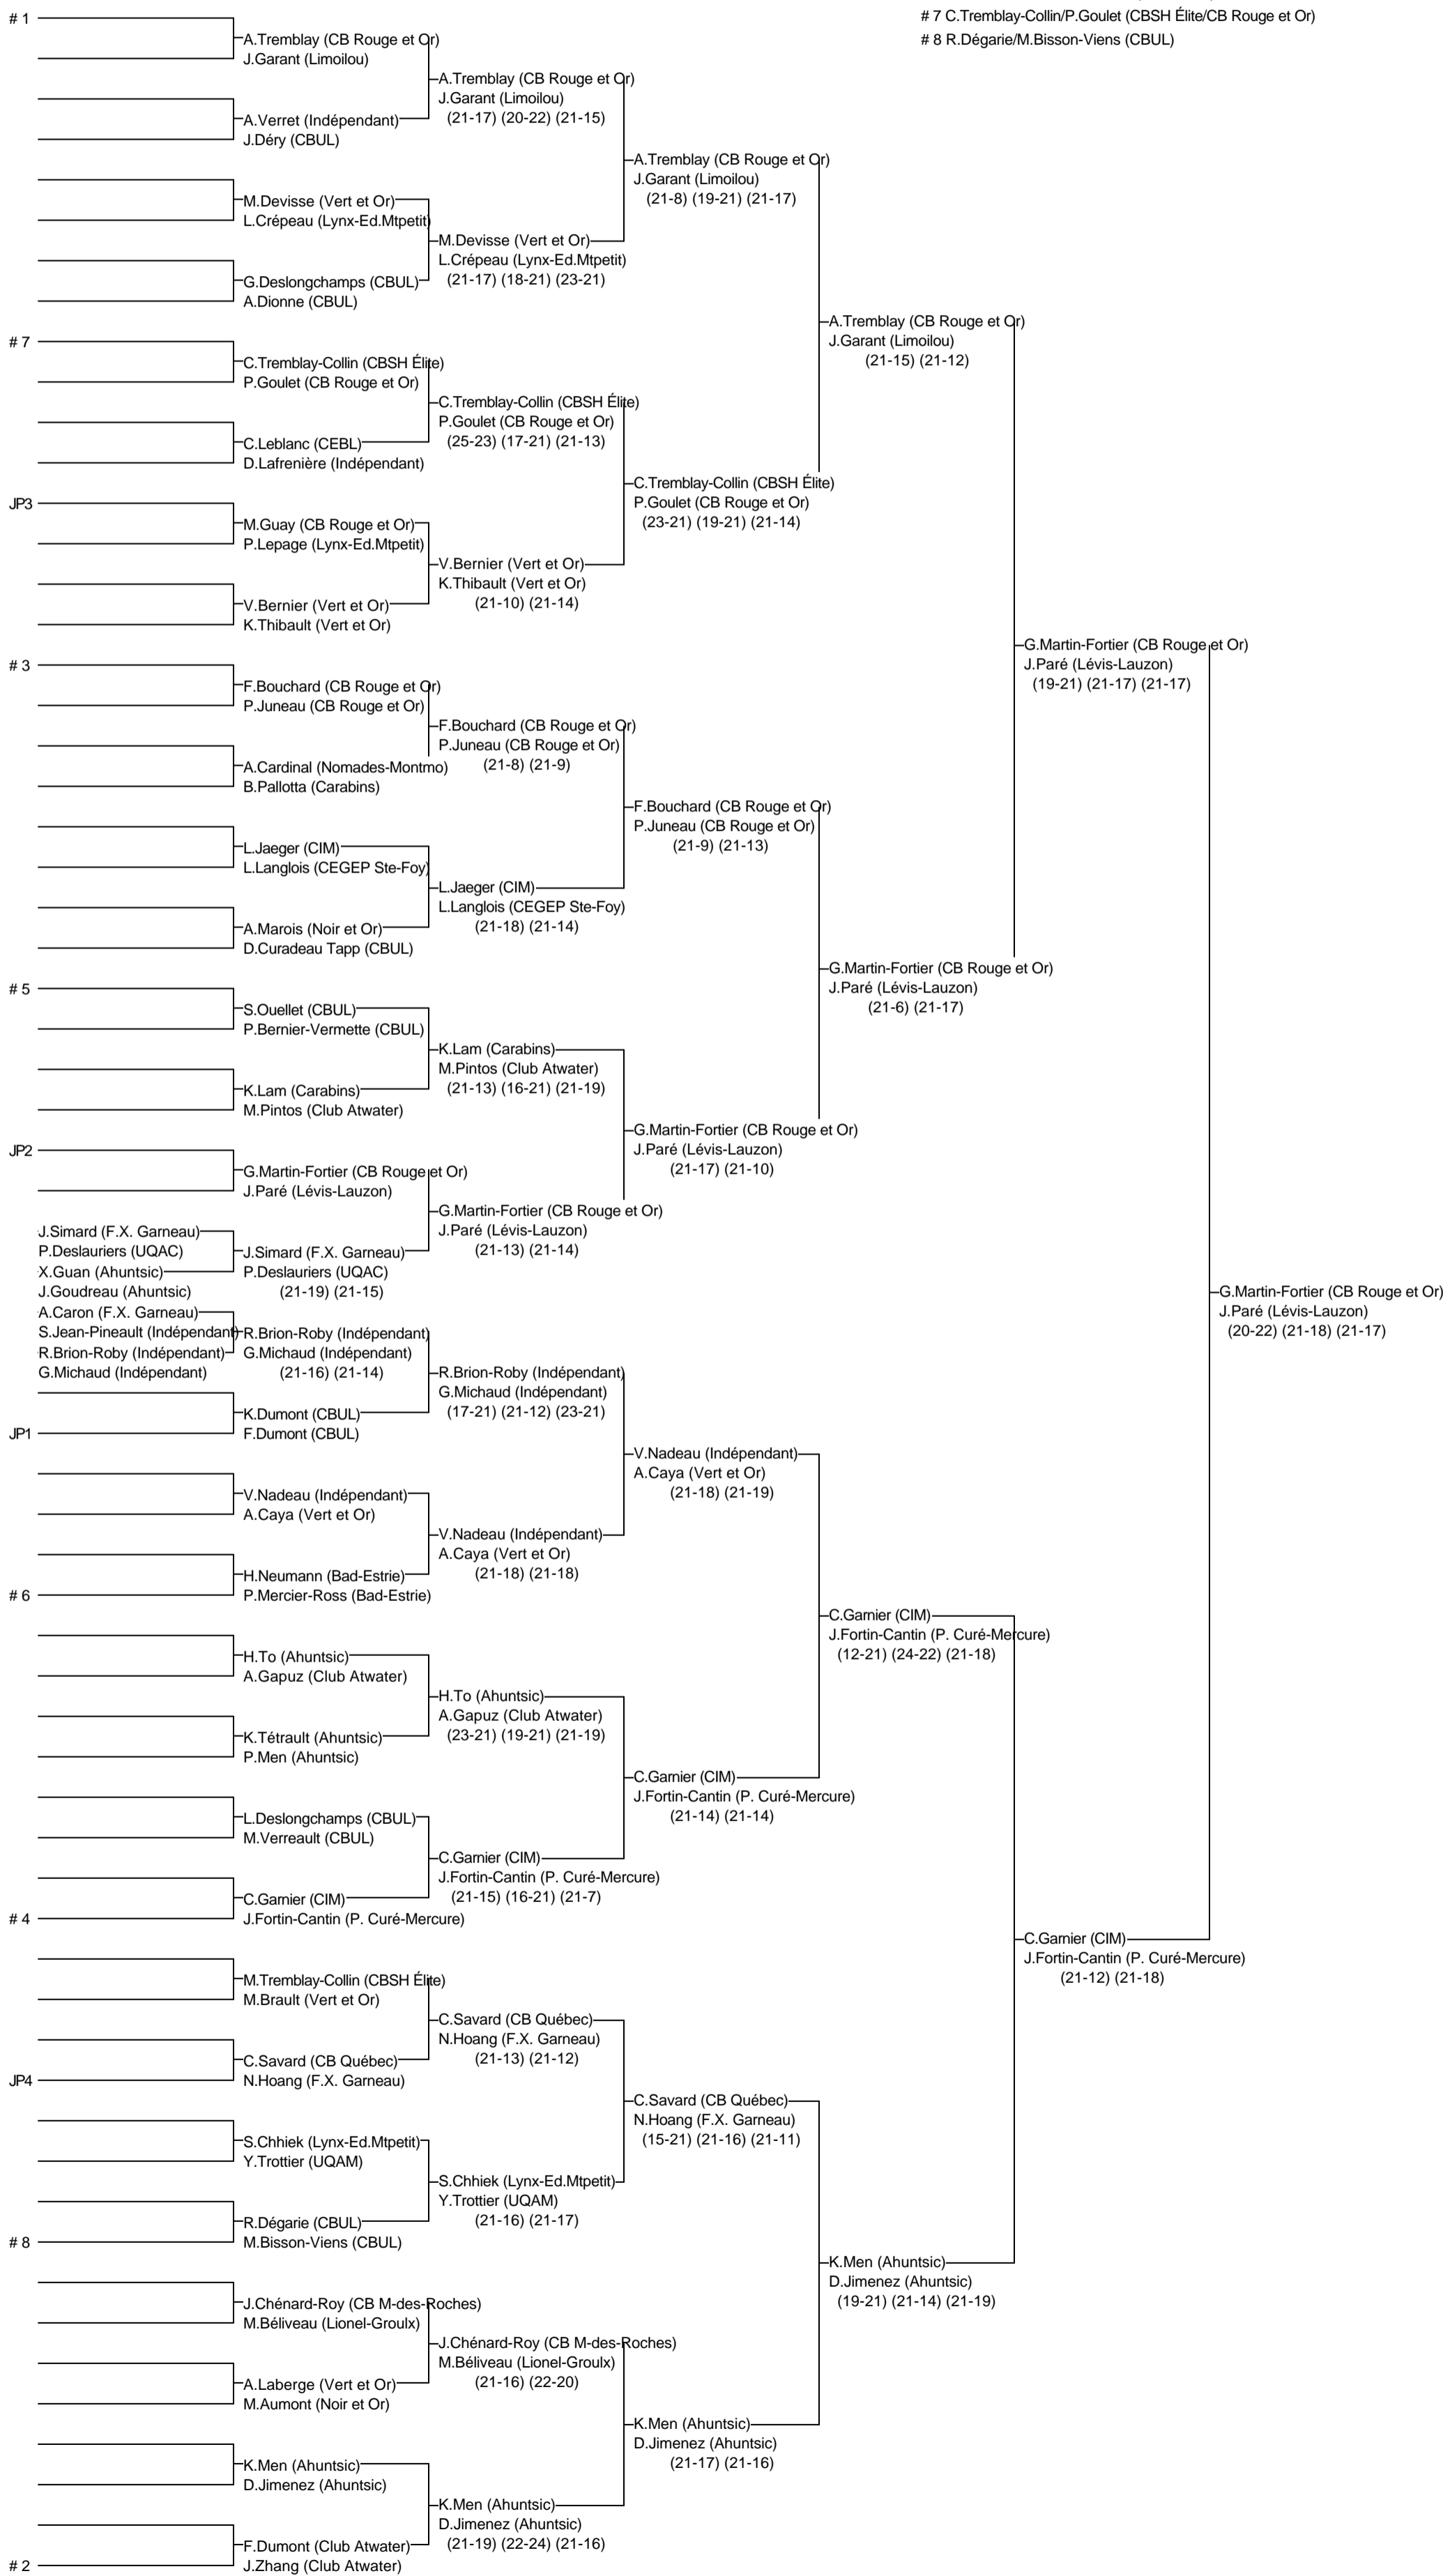 # 7 C.Tremblay-Collin/P.Goulet (CBSH Élite/CB Rouge et Or)
# 8 R.Dégarie/M.Bisson-Viens (CBUL)
# 1
A.Tremblay (CB Rouge et Or)
J.Garant (Limoilou)
A.Tremblay (CB Rouge et Or)
J.Garant (Limoilou)
(21-17) (20-22) (21-15)
A.Verret (Indépendant)
J.Déry (CBUL)
A.Tremblay (CB Rouge et Or)
J.Garant (Limoilou)
(21-8) (19-21) (21-17)
M.Devisse (Vert et Or)
L.Crépeau (Lynx-Ed.Mtpetit)
M.Devisse (Vert et Or)
L.Crépeau (Lynx-Ed.Mtpetit)
(21-17) (18-21) (23-21)
G.Deslongchamps (CBUL)
A.Dionne (CBUL)
A.Tremblay (CB Rouge et Or)
J.Garant (Limoilou)
(21-15) (21-12)
# 7
C.Tremblay-Collin (CBSH Élite)
P.Goulet (CB Rouge et Or)
C.Tremblay-Collin (CBSH Élite)
P.Goulet (CB Rouge et Or)
(25-23) (17-21) (21-13)
C.Leblanc (CEBL)
D.Lafrenière (Indépendant)
C.Tremblay-Collin (CBSH Élite)
P.Goulet (CB Rouge et Or)
(23-21) (19-21) (21-14)
JP3
M.Guay (CB Rouge et Or)
P.Lepage (Lynx-Ed.Mtpetit)
V.Bernier (Vert et Or)
K.Thibault (Vert et Or)
(21-10) (21-14)
V.Bernier (Vert et Or)
K.Thibault (Vert et Or)
G.Martin-Fortier (CB Rouge et Or)
J.Paré (Lévis-Lauzon)
(19-21) (21-17) (21-17)
# 3
F.Bouchard (CB Rouge et Or)
P.Juneau (CB Rouge et Or)
F.Bouchard (CB Rouge et Or)
P.Juneau (CB Rouge et Or)
(21-8) (21-9)
A.Cardinal (Nomades-Montmo)
B.Pallotta (Carabins)
F.Bouchard (CB Rouge et Or)
P.Juneau (CB Rouge et Or)
(21-9) (21-13)
L.Jaeger (CIM)
L.Langlois (CEGEP Ste-Foy)
L.Jaeger (CIM)
L.Langlois (CEGEP Ste-Foy)
(21-18) (21-14)
A.Marois (Noir et Or)
D.Curadeau Tapp (CBUL)
G.Martin-Fortier (CB Rouge et Or)
J.Paré (Lévis-Lauzon)
(21-6) (21-17)
# 5
S.Ouellet (CBUL)
P.Bernier-Vermette (CBUL)
K.Lam (Carabins)
M.Pintos (Club Atwater)
(21-13) (16-21) (21-19)
K.Lam (Carabins)
M.Pintos (Club Atwater)
G.Martin-Fortier (CB Rouge et Or)
J.Paré (Lévis-Lauzon)
(21-17) (21-10)
JP2
G.Martin-Fortier (CB Rouge et Or)
J.Paré (Lévis-Lauzon)
G.Martin-Fortier (CB Rouge et Or)
J.Paré (Lévis-Lauzon)
(21-13) (21-14)
J.Simard (F.X. Garneau)
P.Deslauriers (UQAC)
X.Guan (Ahuntsic)
J.Goudreau (Ahuntsic)
J.Simard (F.X. Garneau)
P.Deslauriers (UQAC)
(21-19) (21-15)
G.Martin-Fortier (CB Rouge et Or)
J.Paré (Lévis-Lauzon)
(20-22) (21-18) (21-17)
A.Caron (F.X. Garneau)
S.Jean-Pineault (Indépendant)
R.Brion-Roby (Indépendant)
G.Michaud (Indépendant)
R.Brion-Roby (Indépendant)
G.Michaud (Indépendant)
(21-16) (21-14)
R.Brion-Roby (Indépendant)
G.Michaud (Indépendant)
(17-21) (21-12) (23-21)
K.Dumont (CBUL)
F.Dumont (CBUL)
JP1
V.Nadeau (Indépendant)
A.Caya (Vert et Or)
(21-18) (21-19)
V.Nadeau (Indépendant)
A.Caya (Vert et Or)
V.Nadeau (Indépendant)
A.Caya (Vert et Or)
(21-18) (21-18)
H.Neumann (Bad-Estrie)
P.Mercier-Ross (Bad-Estrie)
# 6
C.Garnier (CIM)
J.Fortin-Cantin (P. Curé-Mercure)
(12-21) (24-22) (21-18)
H.To (Ahuntsic)
A.Gapuz (Club Atwater)
H.To (Ahuntsic)
A.Gapuz (Club Atwater)
(23-21) (19-21) (21-19)
K.Tétrault (Ahuntsic)
P.Men (Ahuntsic)
C.Garnier (CIM)
J.Fortin-Cantin (P. Curé-Mercure)
(21-14) (21-14)
L.Deslongchamps (CBUL)
M.Verreault (CBUL)
C.Garnier (CIM)
J.Fortin-Cantin (P. Curé-Mercure)
(21-15) (16-21) (21-7)
C.Garnier (CIM)
J.Fortin-Cantin (P. Curé-Mercure)
# 4
C.Garnier (CIM)
J.Fortin-Cantin (P. Curé-Mercure)
(21-12) (21-18)
M.Tremblay-Collin (CBSH Élite)
M.Brault (Vert et Or)
C.Savard (CB Québec)
N.Hoang (F.X. Garneau)
(21-13) (21-12)
C.Savard (CB Québec)
N.Hoang (F.X. Garneau)
JP4
C.Savard (CB Québec)
N.Hoang (F.X. Garneau)
(15-21) (21-16) (21-11)
S.Chhiek (Lynx-Ed.Mtpetit)
Y.Trottier (UQAM)
S.Chhiek (Lynx-Ed.Mtpetit)
Y.Trottier (UQAM)
(21-16) (21-17)
R.Dégarie (CBUL)
M.Bisson-Viens (CBUL)
# 8
K.Men (Ahuntsic)
D.Jimenez (Ahuntsic)
(19-21) (21-14) (21-19)
J.Chénard-Roy (CB M-des-Roches)
M.Béliveau (Lionel-Groulx)
J.Chénard-Roy (CB M-des-Roches)
M.Béliveau (Lionel-Groulx)
(21-16) (22-20)
A.Laberge (Vert et Or)
M.Aumont (Noir et Or)
K.Men (Ahuntsic)
D.Jimenez (Ahuntsic)
(21-17) (21-16)
K.Men (Ahuntsic)
D.Jimenez (Ahuntsic)
K.Men (Ahuntsic)
D.Jimenez (Ahuntsic)
(21-19) (22-24) (21-16)
F.Dumont (Club Atwater)
J.Zhang (Club Atwater)
# 2